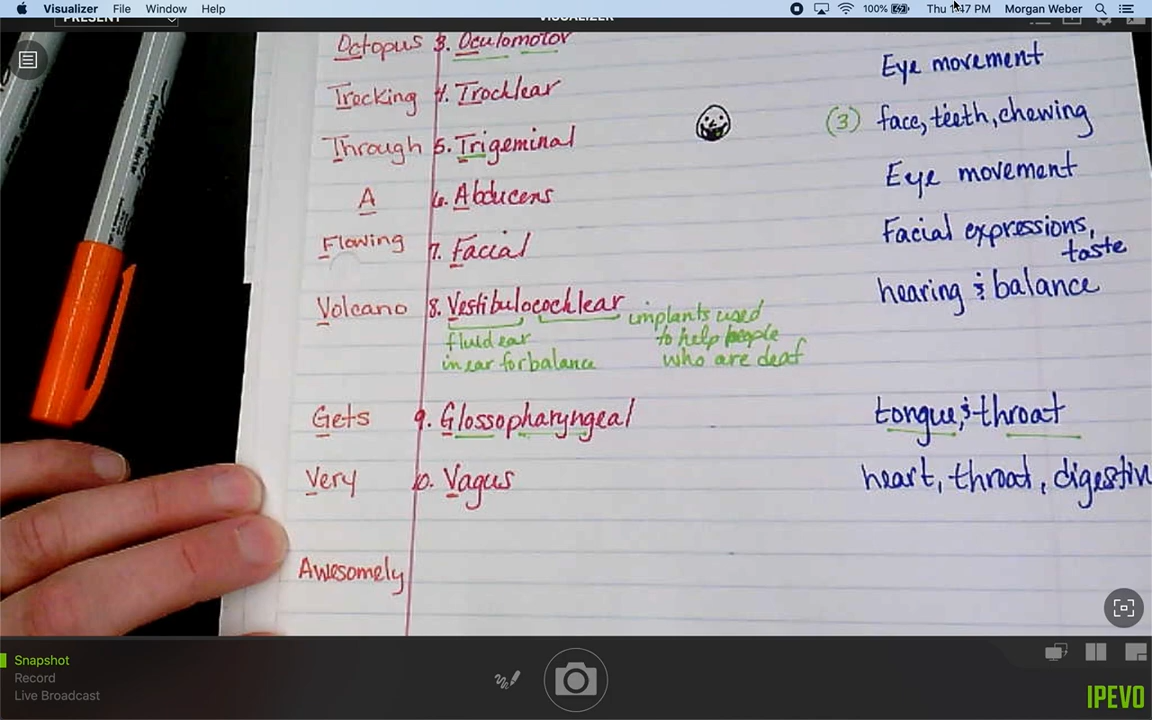 Visualizer File Window Help 100% Thu 1:47 PM Morgan Weber
PRESENT VISUALIZER
Octopus 3. Oculomotor Eye movement
Trocking 4. Trochlear (3) face, teeth, chewing
Through 5. Trigeminal Eye movement
A 6. Abducens
Flowing 7. Facial Facial expressions, taste
Volcano 8. Vestibulocochlear hearing & balance
implants used
to help people
who are deaf
fluid ear
in ear for balance
Gets 9. Glossopharyngeal tongue, & throat
Very 10. Vagus heart, throat, digestin
Awesomely
Snapshot
Record
Live Broadcast
IPEVO